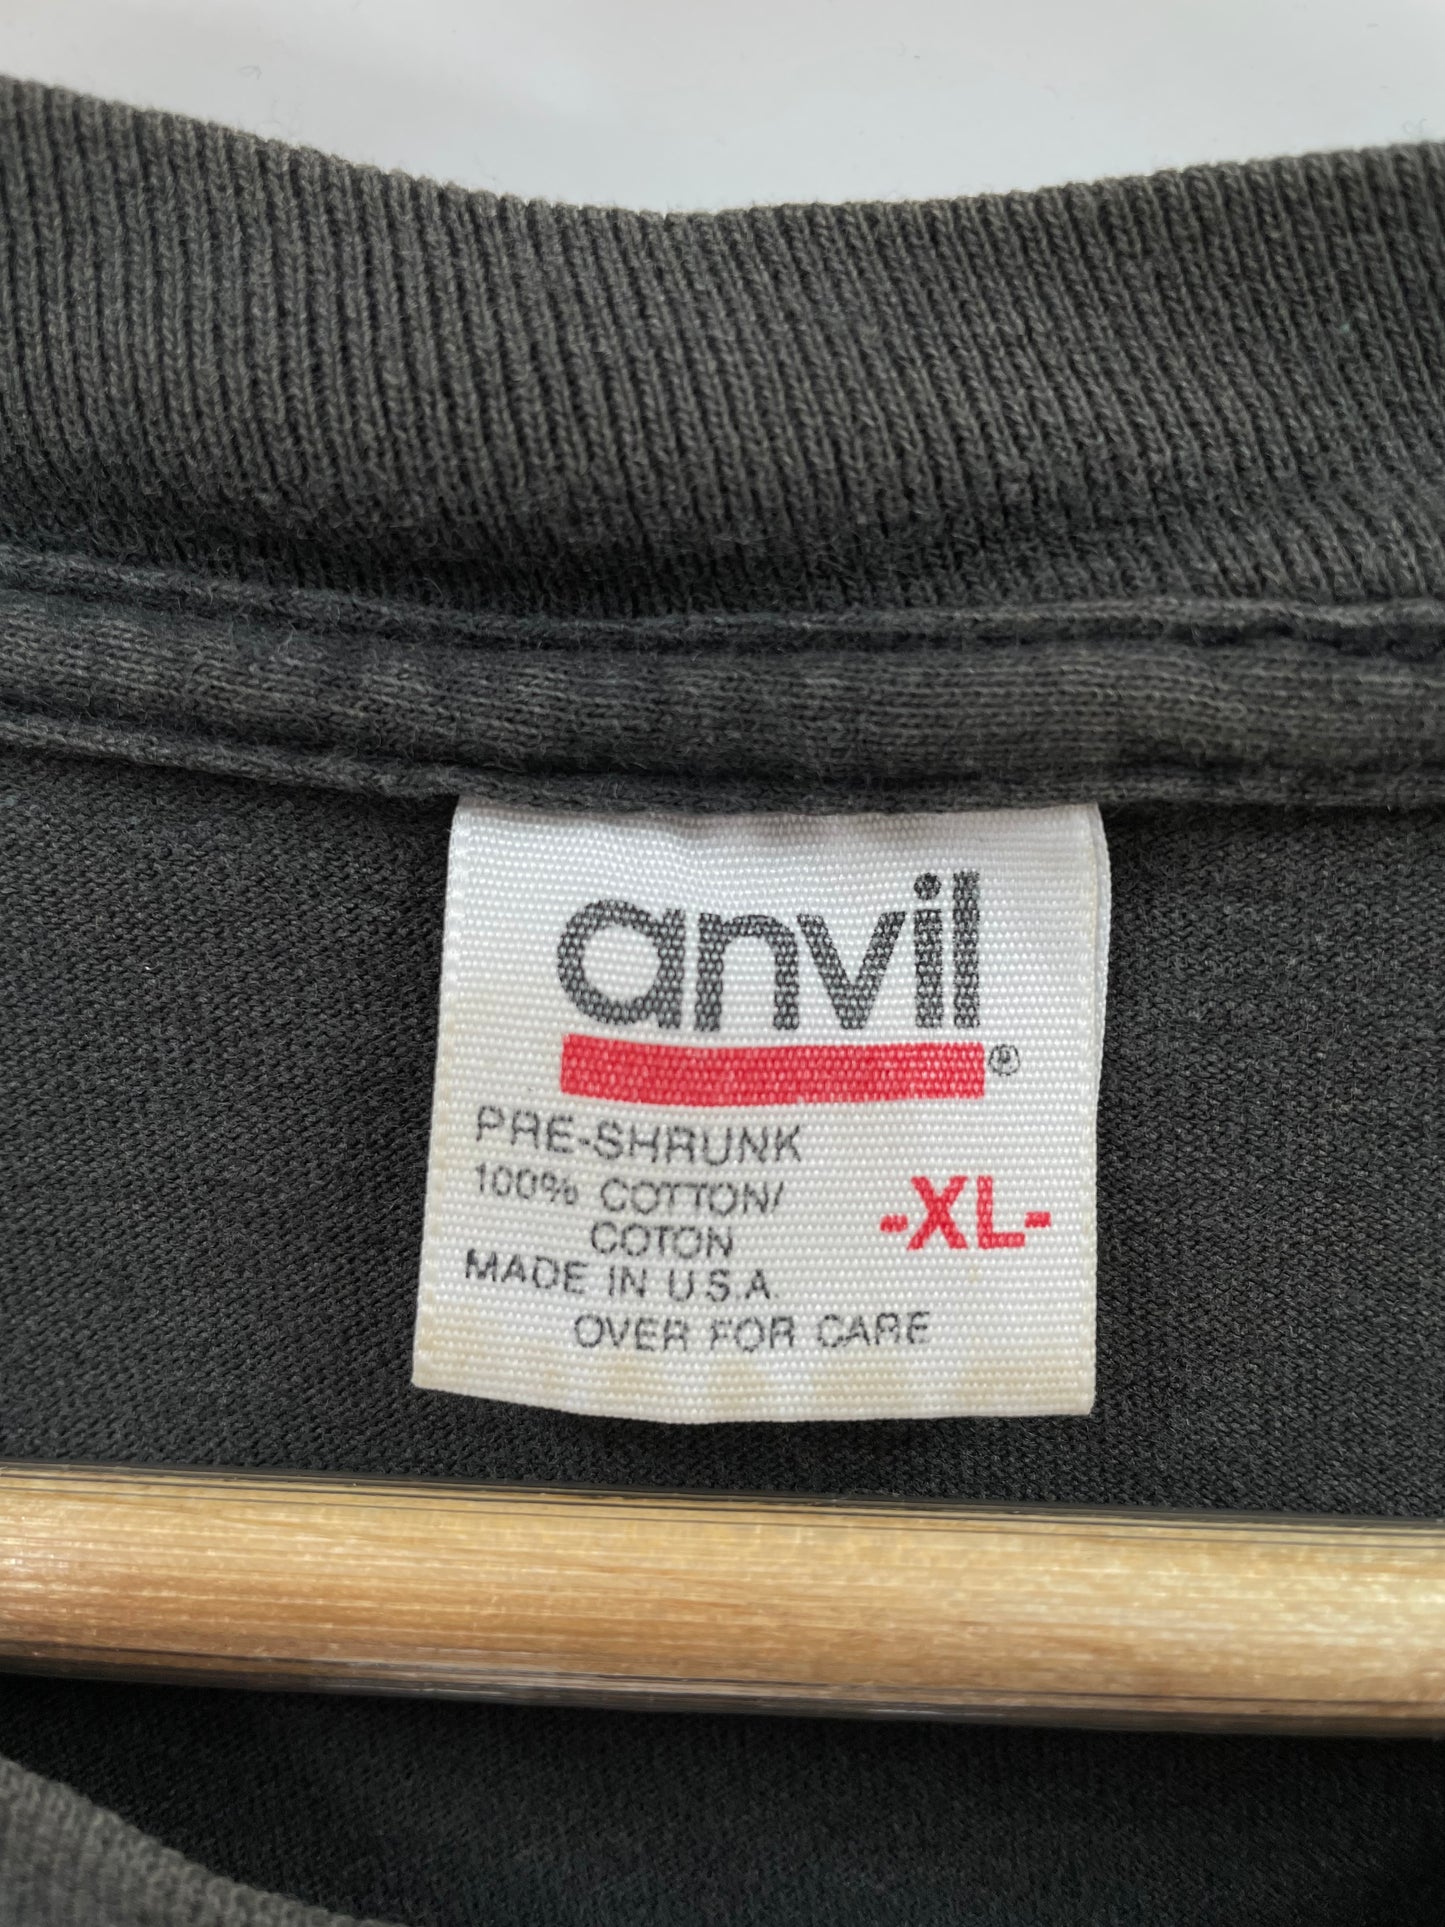 anvil
®
PRE-SHRUNK
100% COTTON/
COTON
-XL-
MADE IN U.S.A.
OVER FOR CARE